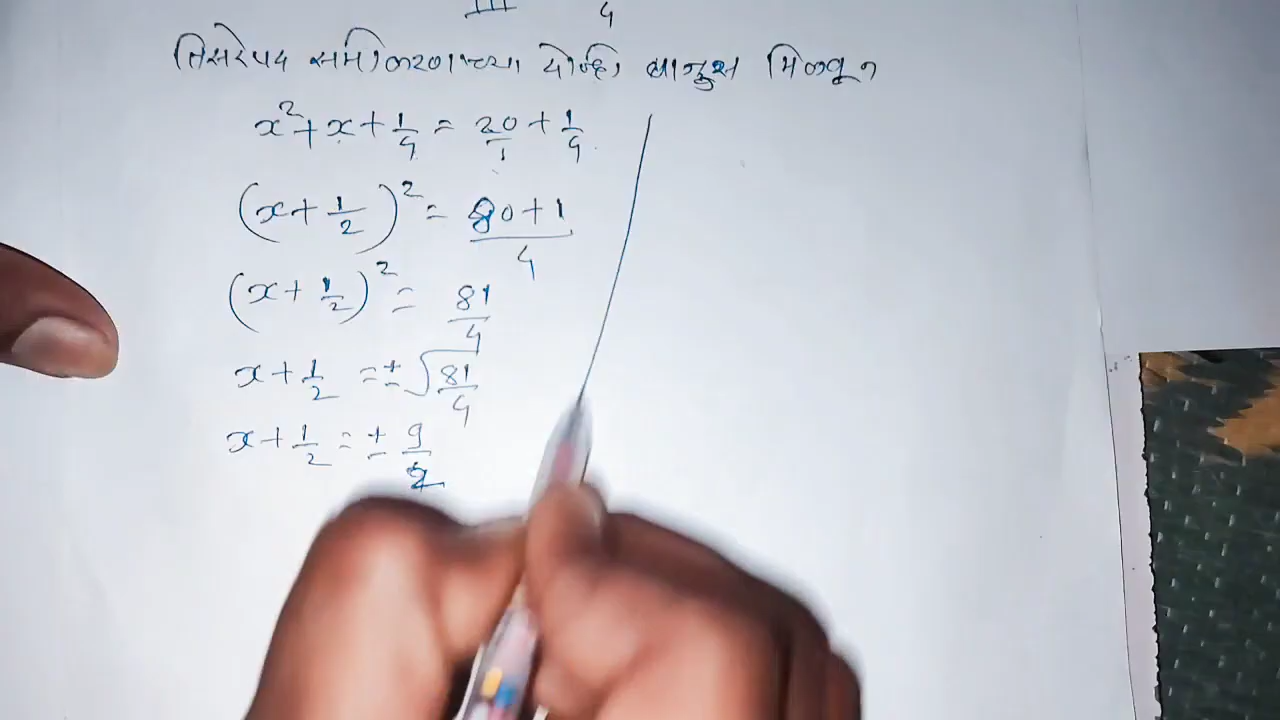 4
तिसरेपद समीकरणाच्या दोन्ही बाजूस मिळवून
x² + x + 1/4 = 20/1 + 1/4
(x + 1/2)² = 80+1/4
(x + 1/2)² = 81/4
x + 1/2 = ± √81/4
x + 1/2 = ± 9/2